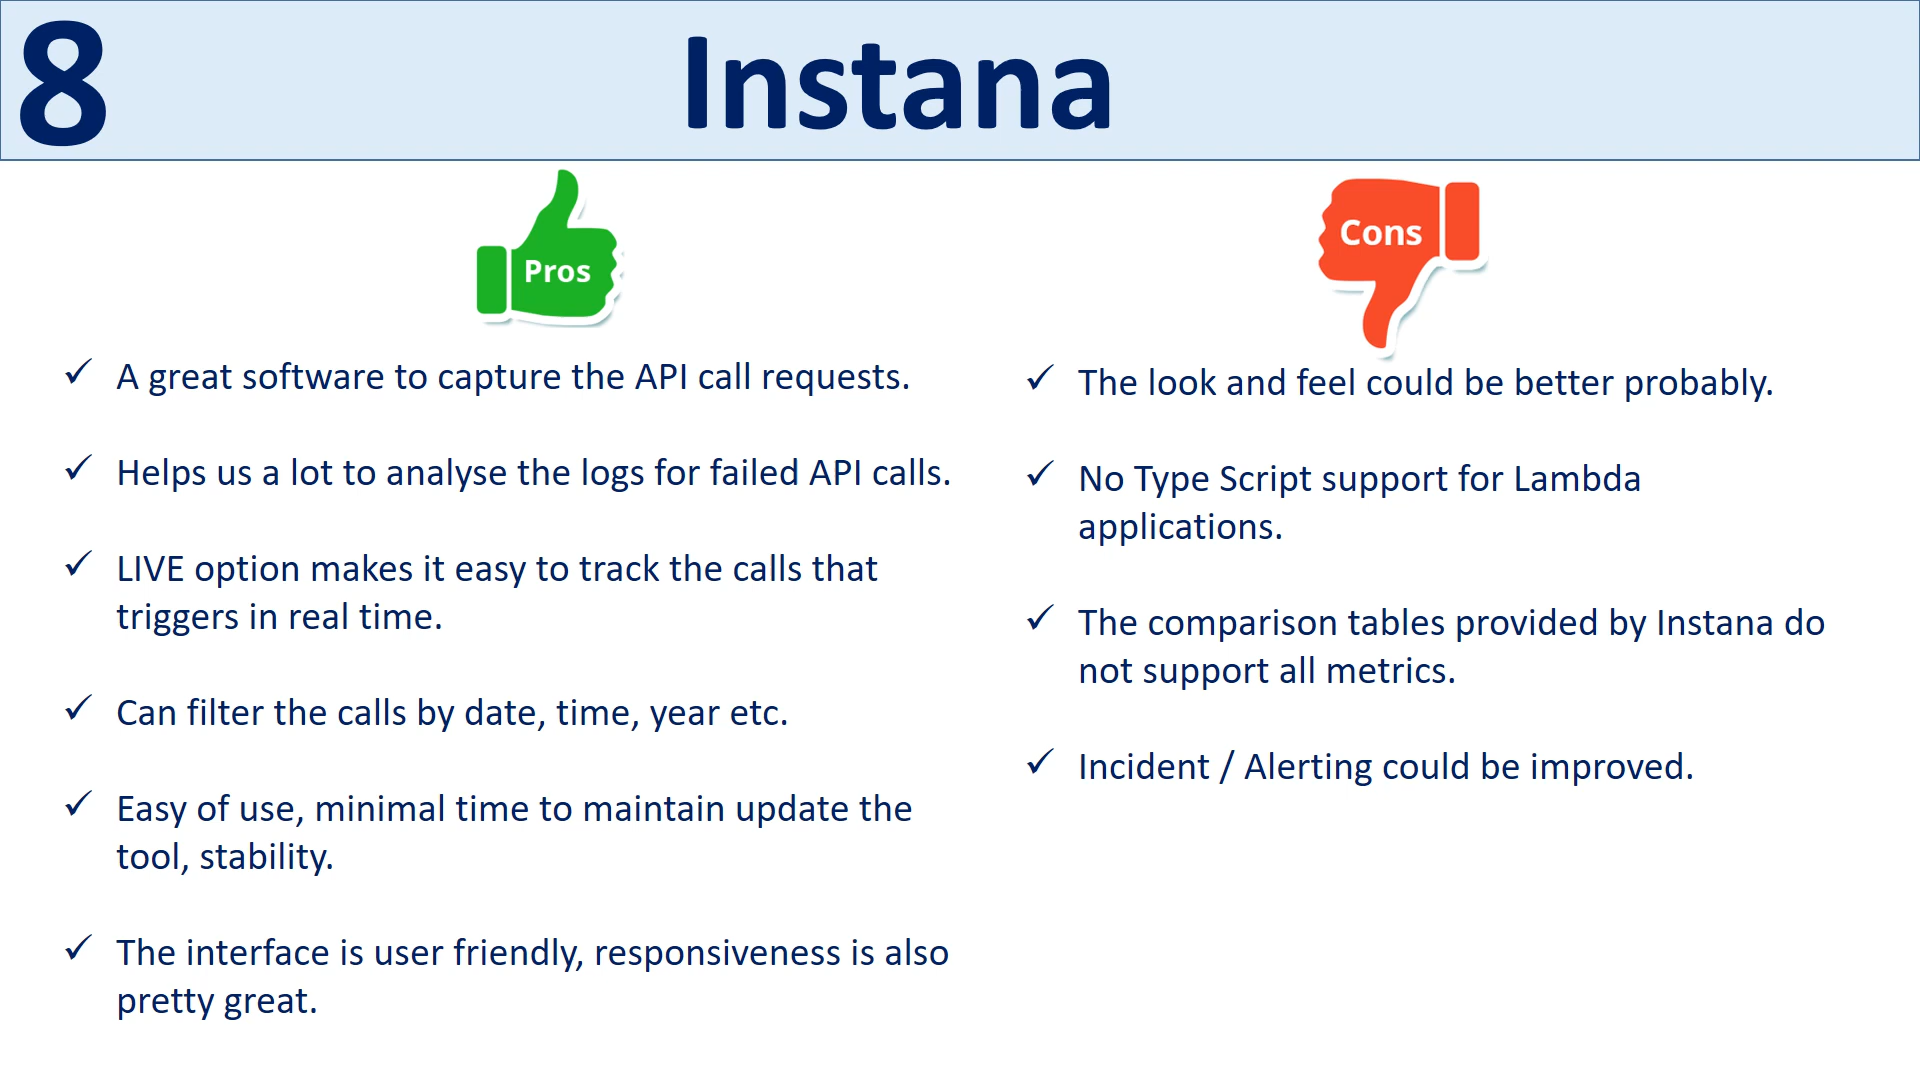 8
Instana
Pros
✓ A great software to capture the API call requests.
✓ Helps us a lot to analyse the logs for failed API calls.
✓ LIVE option makes it easy to track the calls that
triggers in real time.
✓ Can filter the calls by date, time, year etc.
✓ Easy of use, minimal time to maintain update the
tool, stability.
✓ The interface is user friendly, responsiveness is also
pretty great.
Cons
✓ The look and feel could be better probably.
✓ No Type Script support for Lambda
applications.
✓ The comparison tables provided by Instana do
not support all metrics.
✓ Incident / Alerting could be improved.